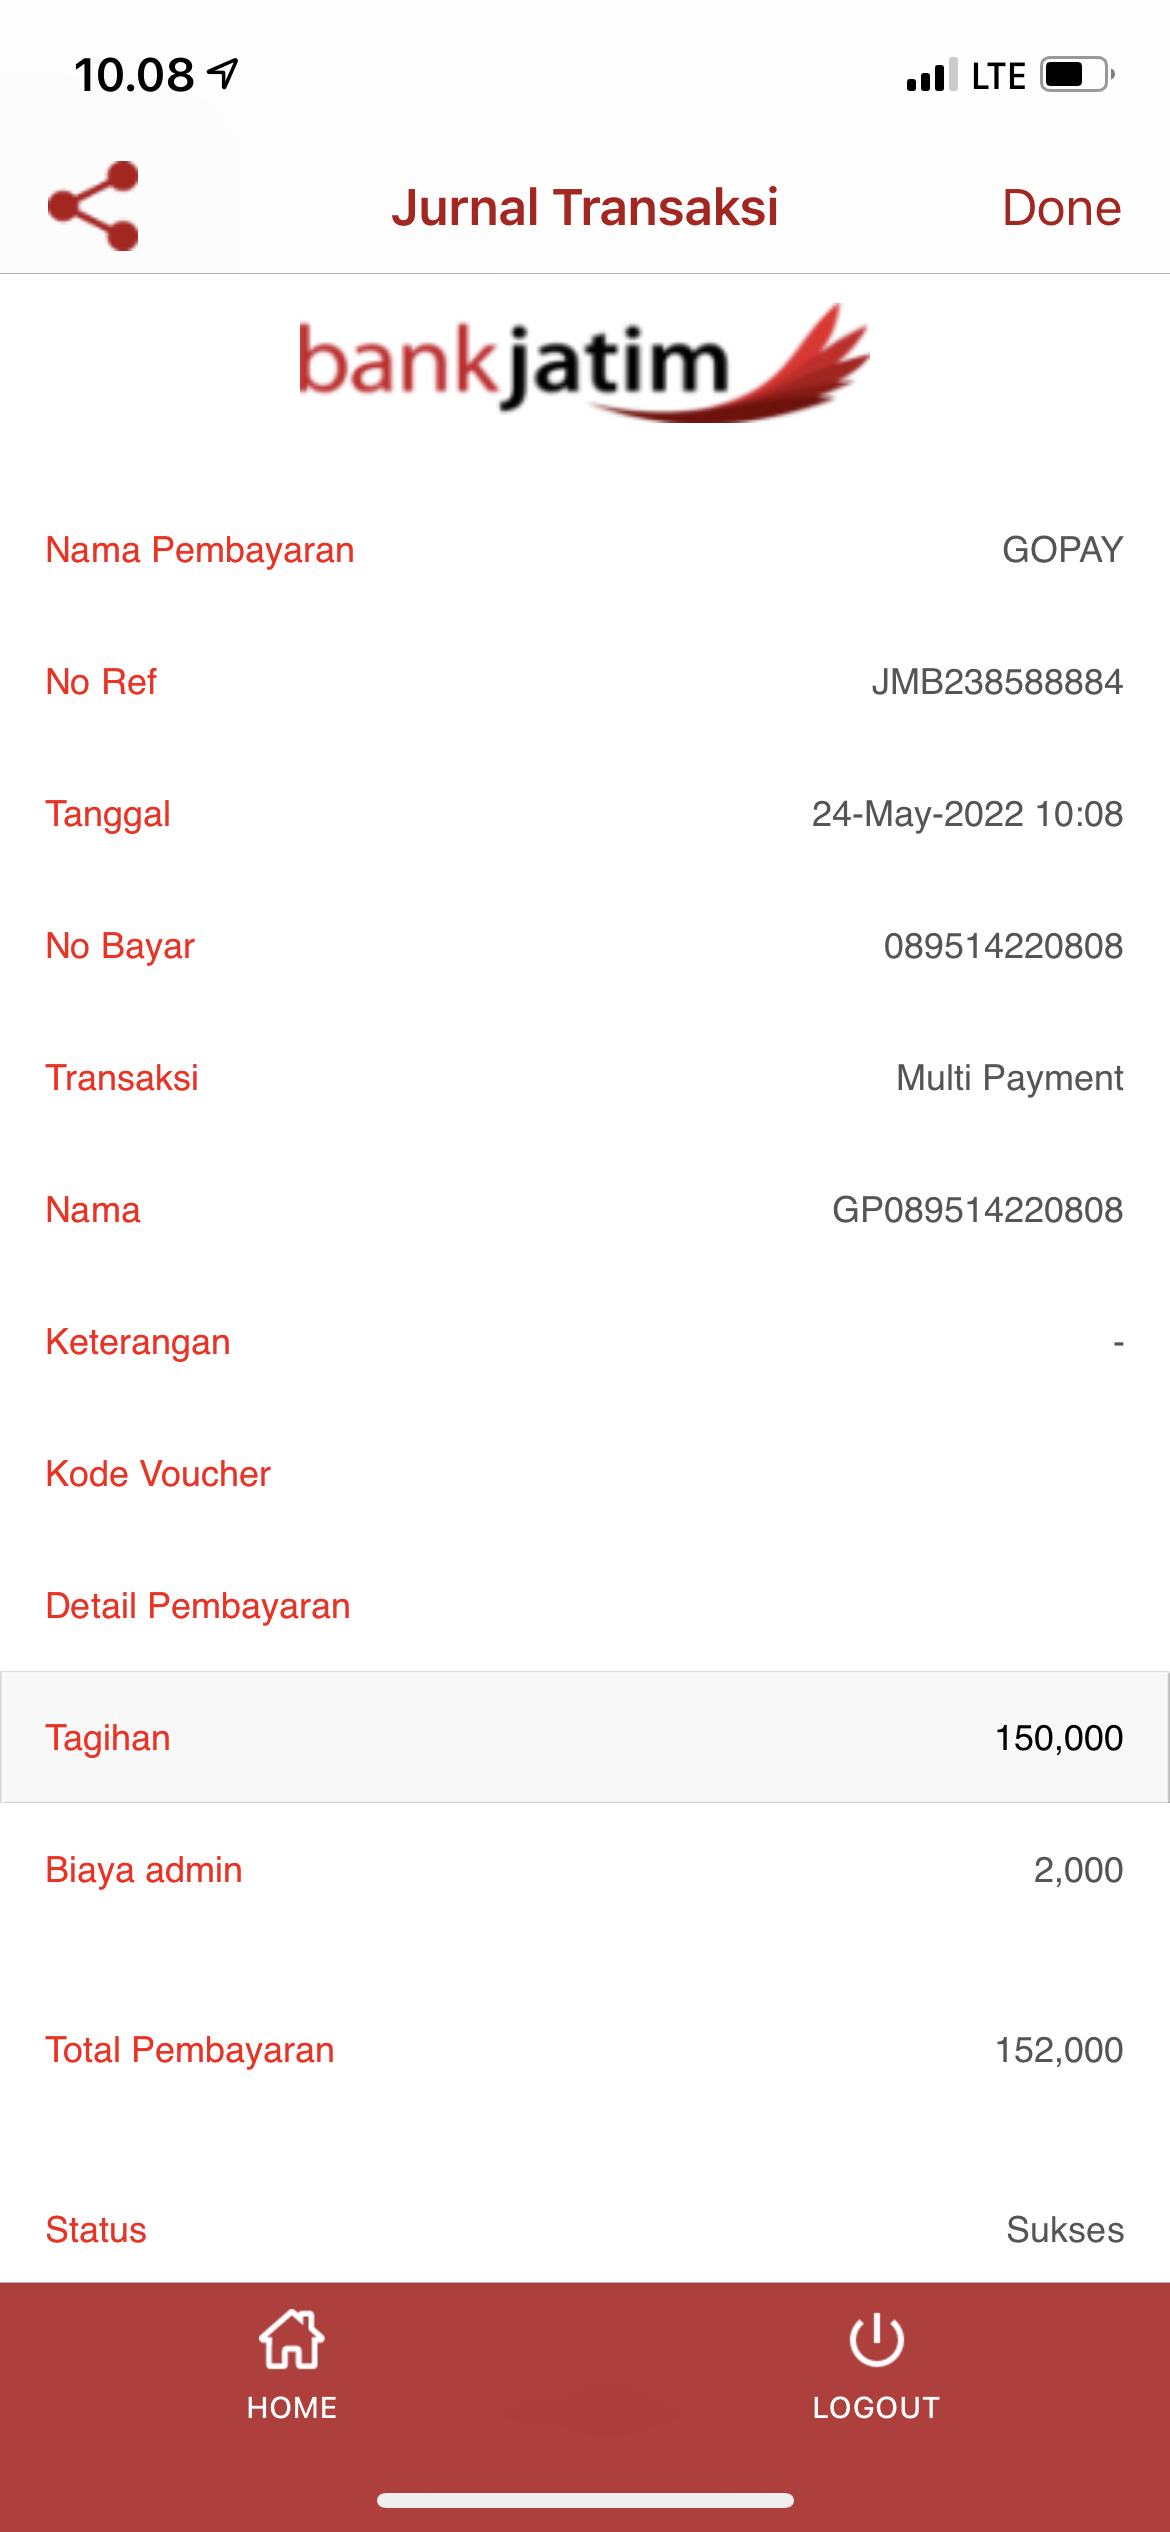 10.08 LTE
Jurnal Transaksi Done
bankjatim
Nama Pembayaran GOPAY
No Ref JMB238588884
Tanggal 24-May-2022 10:08
No Bayar 089514220808
Transaksi Multi Payment
Nama GP089514220808
Keterangan -
Kode Voucher
Detail Pembayaran
Tagihan 150,000
Biaya admin 2,000
Total Pembayaran 152,000
Status Sukses
HOME LOGOUT